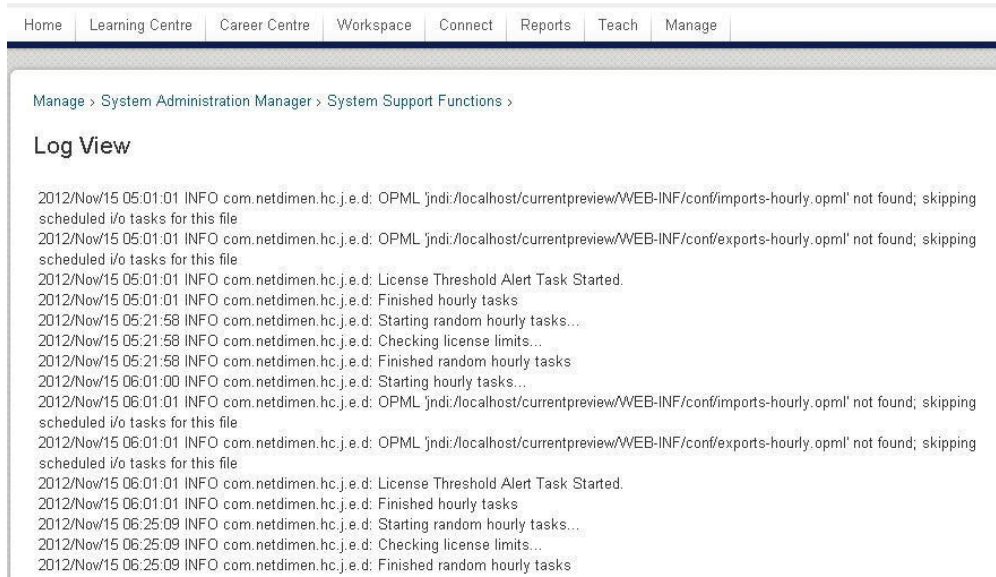 Home Learning Centre Career Centre Workspace Connect Reports Teach Manage
Manage › System Administration Manager › System Support Functions ›
Log View
2012/Nov/15 05:01:01 INFO com.netdimen.hc.j.e.d: OPML 'jndi:/localhost/currentpreview/WEB-INF/conf/imports-hourly.opml' not found; skipping
scheduled i/o tasks for this file
2012/Nov/15 05:01:01 INFO com.netdimen.hc.j.e.d: OPML 'jndi:/localhost/currentpreview/WEB-INF/conf/exports-hourly.opml' not found; skipping
scheduled i/o tasks for this file
2012/Nov/15 05:01:01 INFO com.netdimen.hc.j.e.d: License Threshold Alert Task Started.
2012/Nov/15 05:01:01 INFO com.netdimen.hc.j.e.d: Finished hourly tasks
2012/Nov/15 05:21:58 INFO com.netdimen.hc.j.e.d: Starting random hourly tasks...
2012/Nov/15 05:21:58 INFO com.netdimen.hc.j.e.d: Checking license limits...
2012/Nov/15 05:21:58 INFO com.netdimen.hc.j.e.d: Finished random hourly tasks
2012/Nov/15 06:01:00 INFO com.netdimen.hc.j.e.d: Starting hourly tasks...
2012/Nov/15 06:01:01 INFO com.netdimen.hc.j.e.d: OPML 'jndi:/localhost/currentpreview/WEB-INF/conf/imports-hourly.opml' not found; skipping
scheduled i/o tasks for this file
2012/Nov/15 06:01:01 INFO com.netdimen.hc.j.e.d: OPML 'jndi:/localhost/currentpreview/WEB-INF/conf/exports-hourly.opml' not found; skipping
scheduled i/o tasks for this file
2012/Nov/15 06:01:01 INFO com.netdimen.hc.j.e.d: License Threshold Alert Task Started.
2012/Nov/15 06:01:01 INFO com.netdimen.hc.j.e.d: Finished hourly tasks
2012/Nov/15 06:25:09 INFO com.netdimen.hc.j.e.d: Starting random hourly tasks...
2012/Nov/15 06:25:09 INFO com.netdimen.hc.j.e.d: Checking license limits...
2012/Nov/15 06:25:09 INFO com.netdimen.hc.j.e.d: Finished random hourly tasks